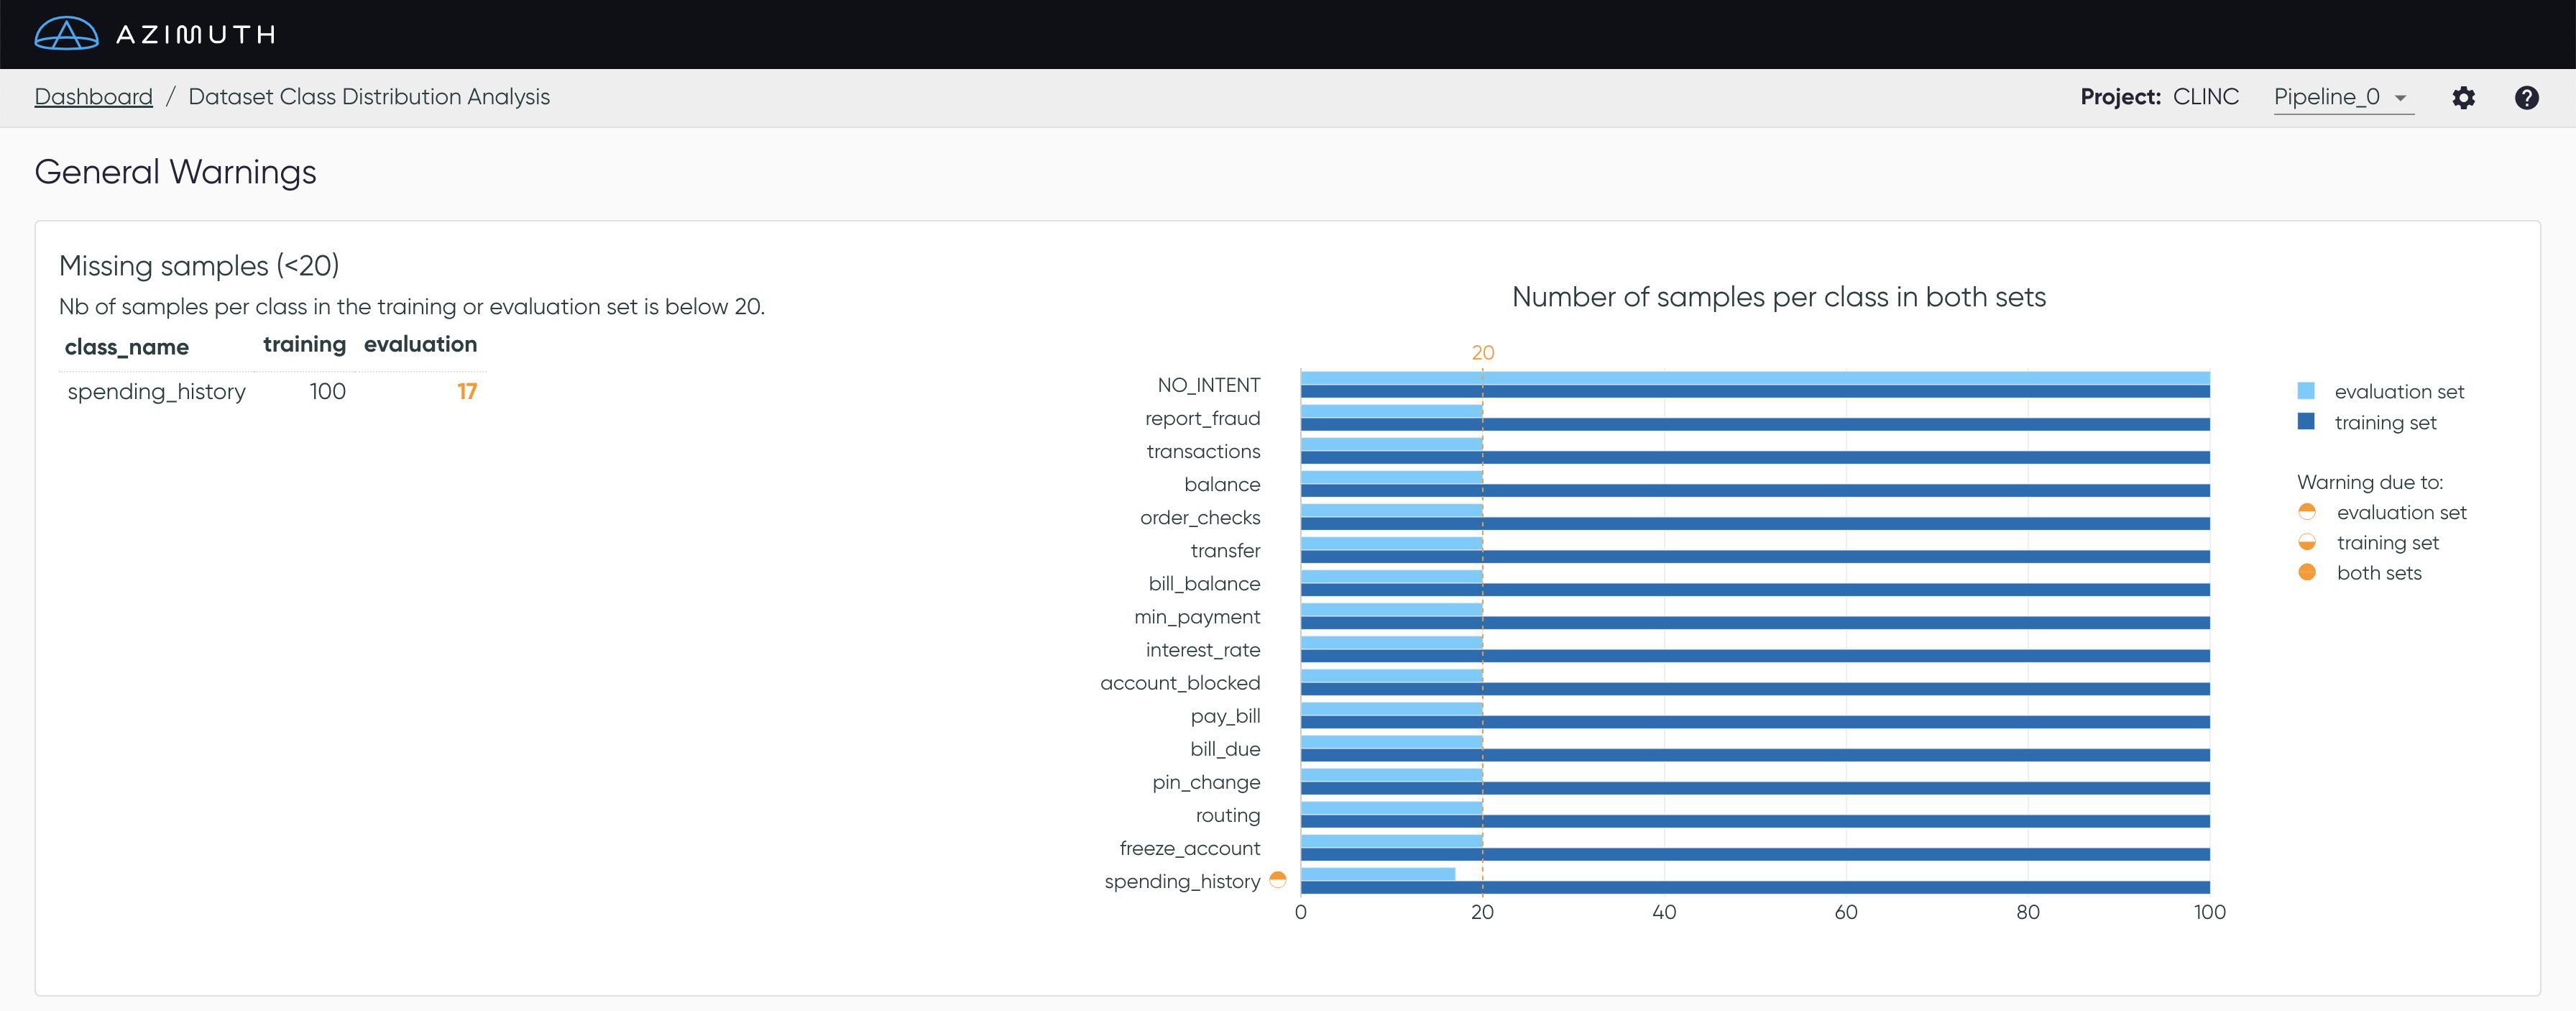 AZIMUTH
Dashboard / Dataset Class Distribution Analysis
Project: CLINC Pipeline_0
General Warnings
Missing samples (<20)
Nb of samples per class in the training or evaluation set is below 20.
class_name training evaluation
spending_history 100 17
Number of samples per class in both sets
20
NO_INTENT
report_fraud
transactions
balance
order_checks
transfer
bill_balance
min_payment
interest_rate
account_blocked
pay_bill
bill_due
pin_change
routing
freeze_account
spending_history
0 20 40 60 80 100
evaluation set
training set
Warning due to:
evaluation set
training set
both sets